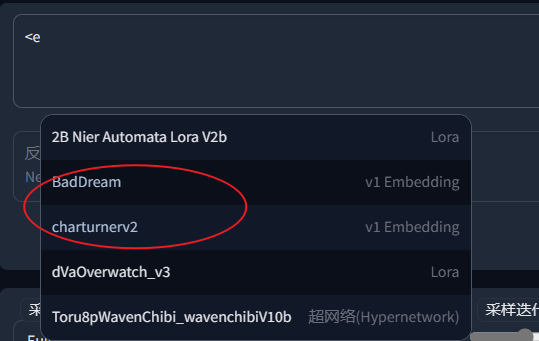 <e
2B Nier Automata Lora V2b Lora
反
Ne
BadDream v1 Embedding
charturnerv2 v1 Embedding
dVaOverwatch_v3 Lora
采 采样迭代
Toru8pWavenChibi_wavenchibiV10b 超网络(Hypernetwork)